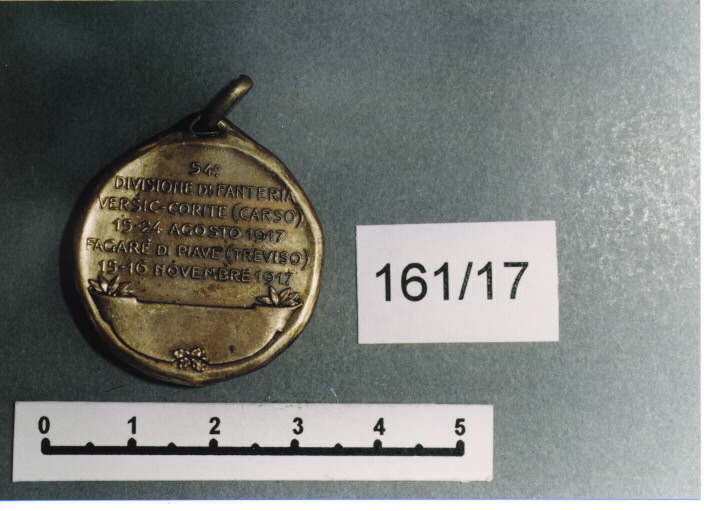 54ª
DIVISIONE DI FANTERIA
VERSIC-CORITE (CARSO)
15-24 AGOSTO 1917
FAGARÉ DI PIAVE (TREVISO)
15-16 NOVEMBRE 1917
161/17
0 1 2 3 4 5